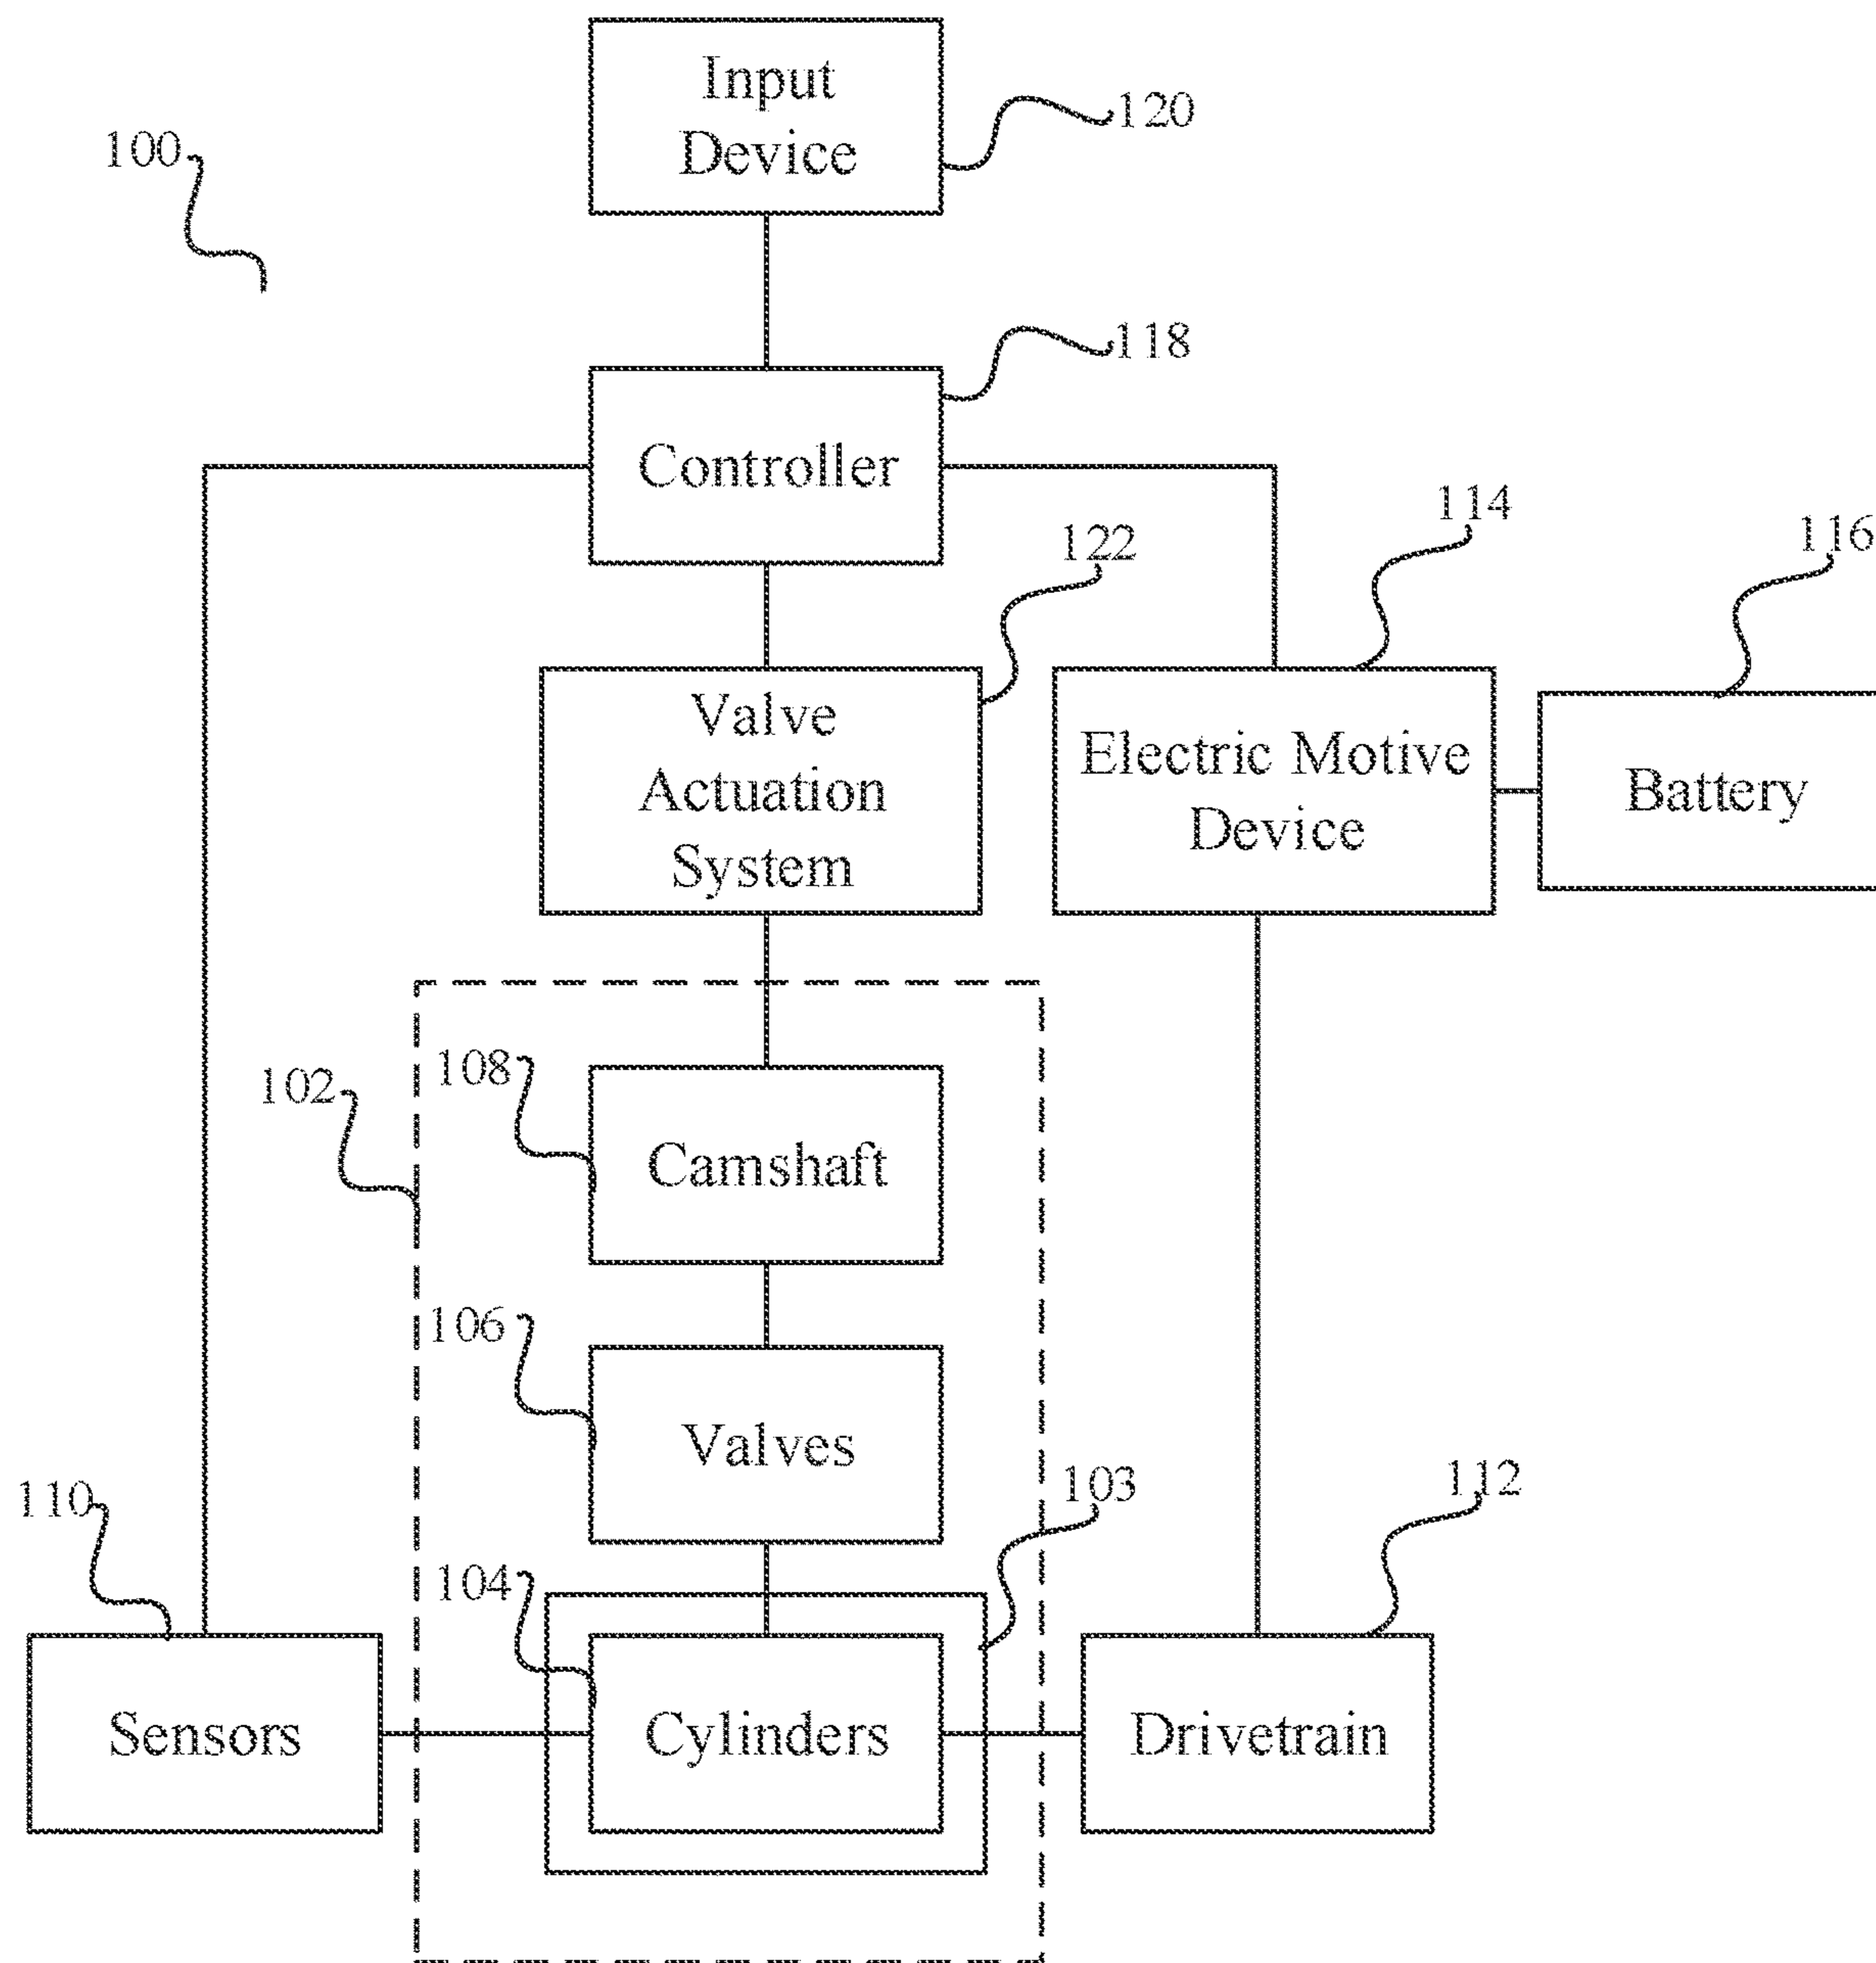 Input
Device
120
100
118
Controller
114
122
116
Valve
Actuation
System
Electric Motive
Device
Battery
108
102
Camshaft
106
Valves
103
112
110
104
Sensors
Cylinders
Drivetrain